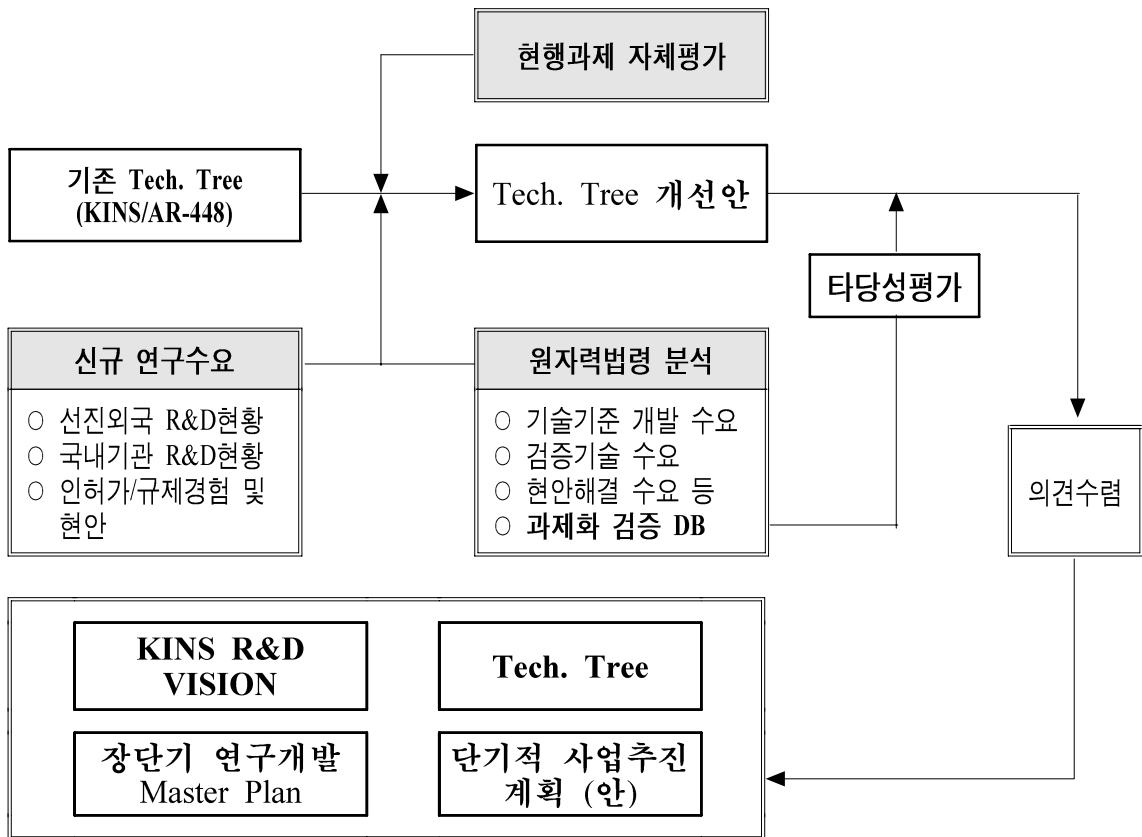 현행과제 자체평가
기존 Tech. Tree
(KINS/AR-448)
Tech. Tree 개선안
타당성평가
신규 연구수요
○ 선진외국 R&D현황
○ 국내기관 R&D현황
○ 인허가/규제경험 및
현안
원자력법령 분석
○ 기술기준 개발 수요
○ 검증기술 수요
○ 현안해결 수요 등
○ 과제화 검증 DB
의견수렴
KINS R&D
VISION
Tech. Tree
장단기 연구개발
Master Plan
단기적 사업추진
계획 (안)